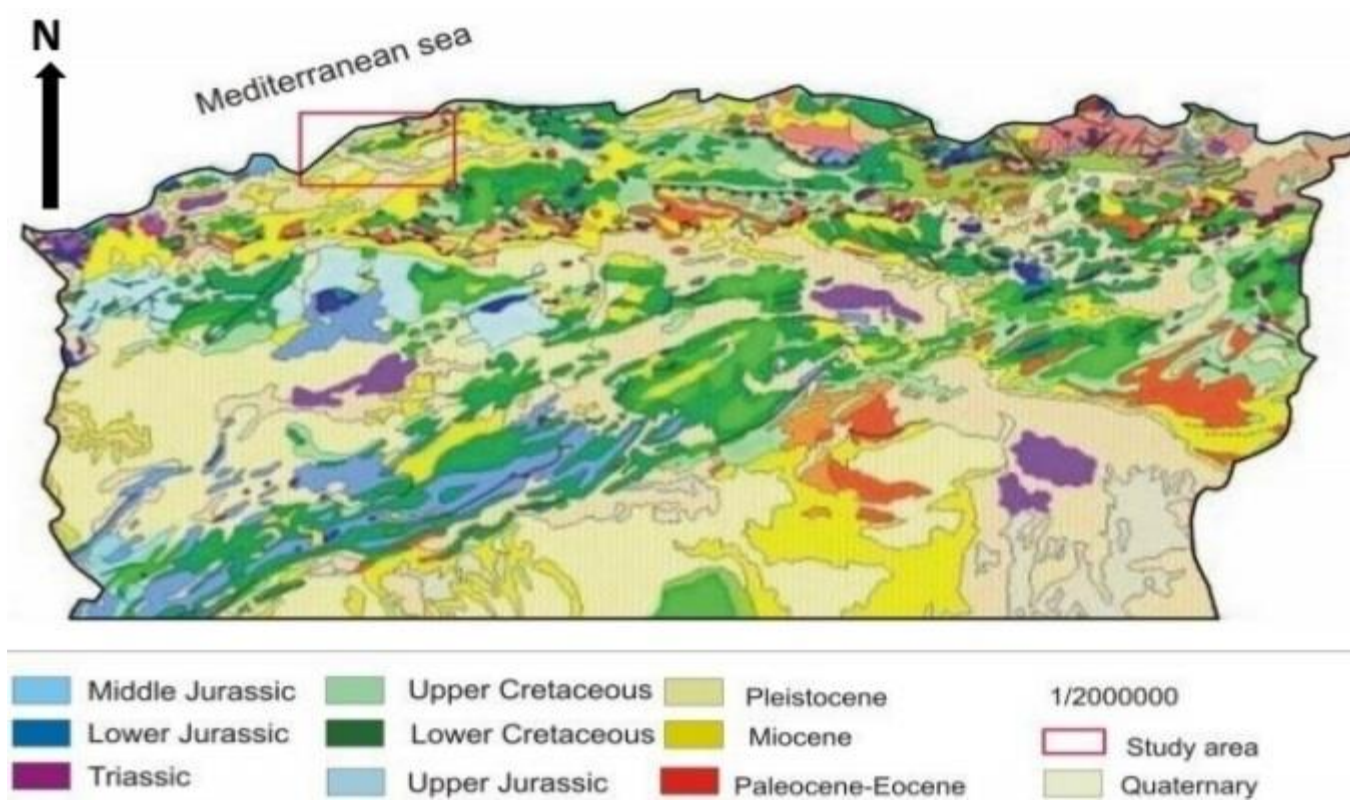 N
Mediterranean sea
Middle Jurassic
Upper Cretaceous
Pleistocene
1/2000000
Lower Jurassic
Lower Cretaceous
Miocene
Study area
Triassic
Upper Jurassic
Paleocene-Eocene
Quaternary